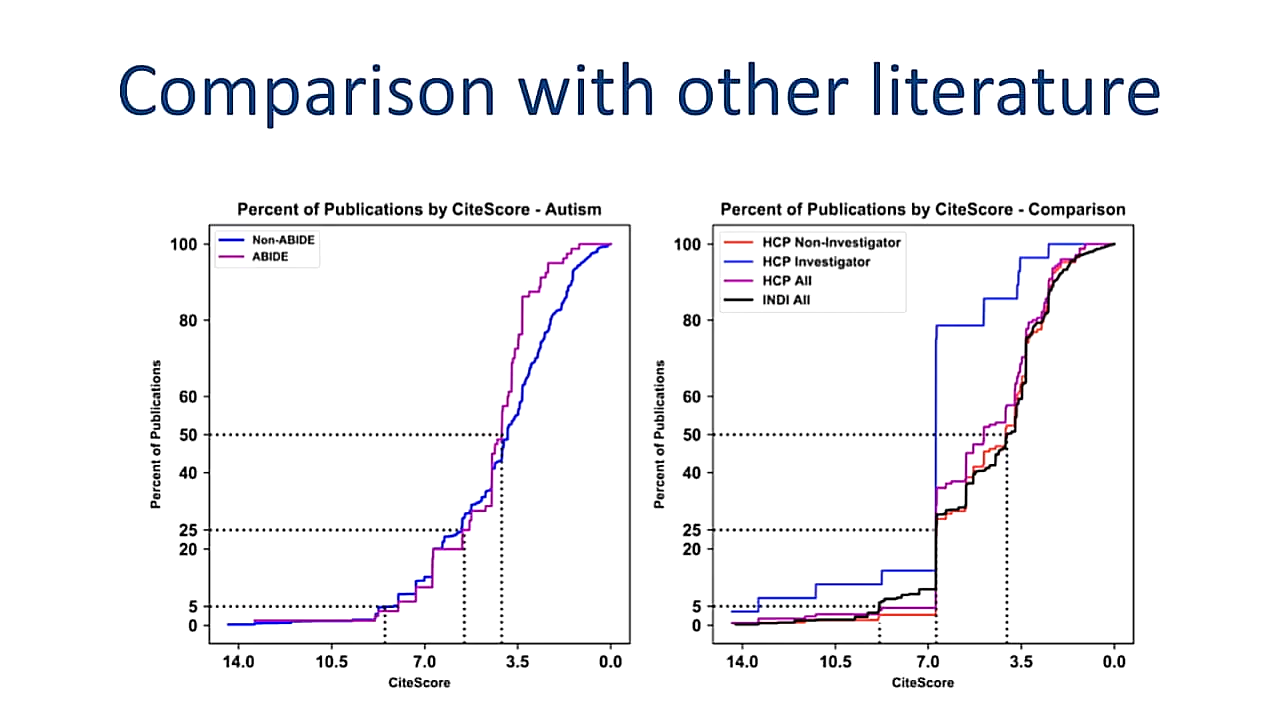 Comparison with other literature
Percent of Publications by CiteScore - Autism
Non-ABIDE
ABIDE
100
80
60
50
40
25
20
5
0
Percent of Publications
14.0 10.5 7.0 3.5 0.0
CiteScore
Percent of Publications by CiteScore - Comparison
HCP Non-Investigator
HCP Investigator
HCP All
INDI All
100
80
60
50
40
25
20
5
0
Percent of Publications
14.0 10.5 7.0 3.5 0.0
CiteScore